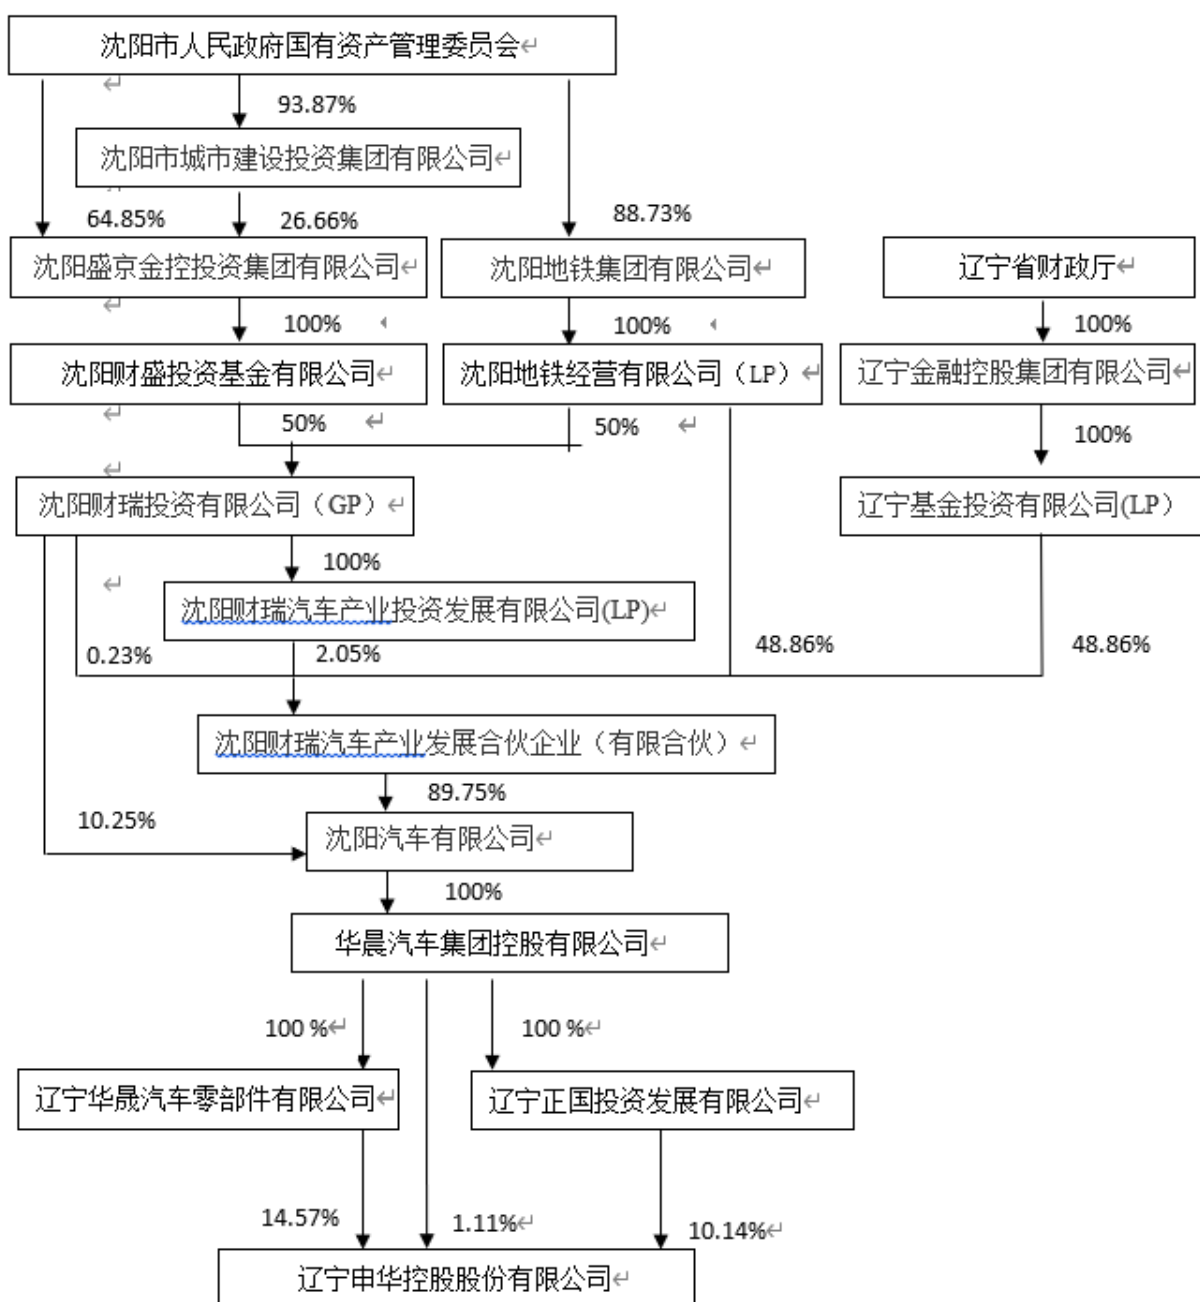 沈阳市人民政府国有资产管理委员会
93.87%
沈阳市城市建设投资集团有限公司
64.85%
26.66%
88.73%
沈阳盛京金控投资集团有限公司
沈阳地铁集团有限公司
辽宁省财政厅
100%
100%
100%
沈阳财盛投资基金有限公司
沈阳地铁经营有限公司（LP）
辽宁金融控股集团有限公司
50%
50%
100%
沈阳财瑞投资有限公司（GP）
辽宁基金投资有限公司(LP）
100%
沈阳财瑞汽车产业投资发展有限公司(LP)
0.23%
2.05%
48.86%
48.86%
沈阳财瑞汽车产业发展合伙企业（有限合伙）
89.75%
10.25%
沈阳汽车有限公司
100%
华晨汽车集团控股有限公司
100 %
100 %
辽宁华晟汽车零部件有限公司
辽宁正国投资发展有限公司
14.57%
1.11%
10.14%
辽宁申华控股股份有限公司